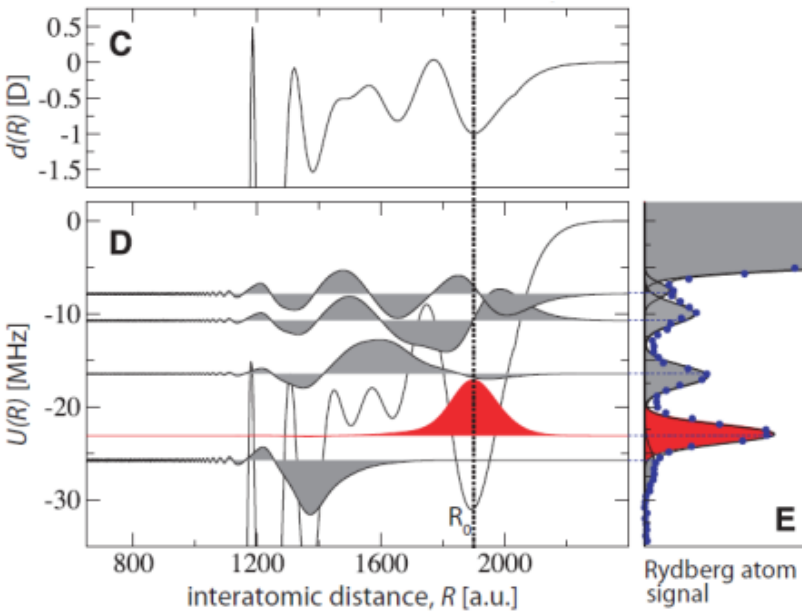 C
d(R) [D]
0.5
0
-0.5
-1
-1.5
D
U(R) [MHz]
0
-10
-20
-30
R0
800
1200
1600
2000
interatomic distance, R [a.u.]
E
Rydberg atom
signal